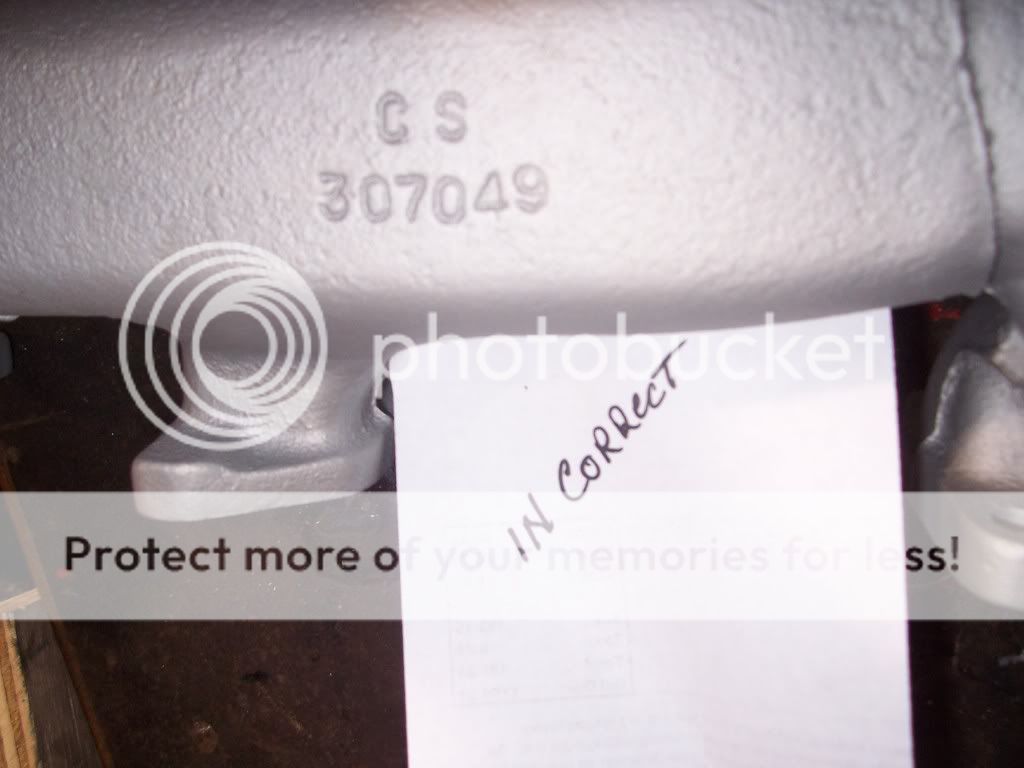 C S
307049
photobucket
IN CORRECT
Protect more of your memories for less!